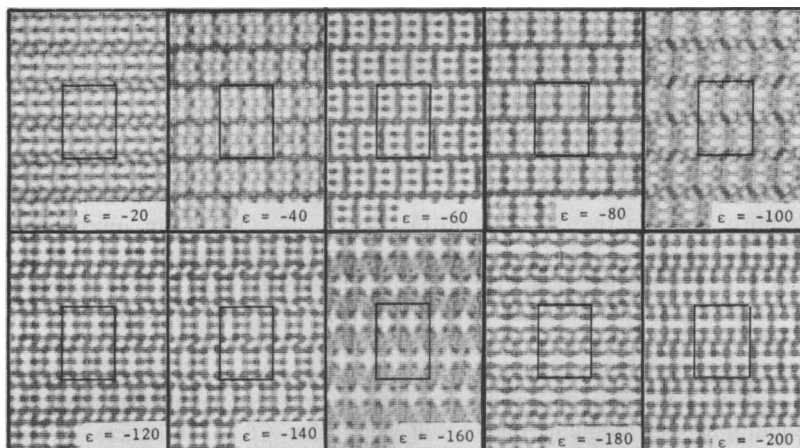 ε = -20
ε = -40
ε = -60
ε = -80
ε = -100
ε = -120
ε = -140
ε = -160
ε = -180
ε = -200